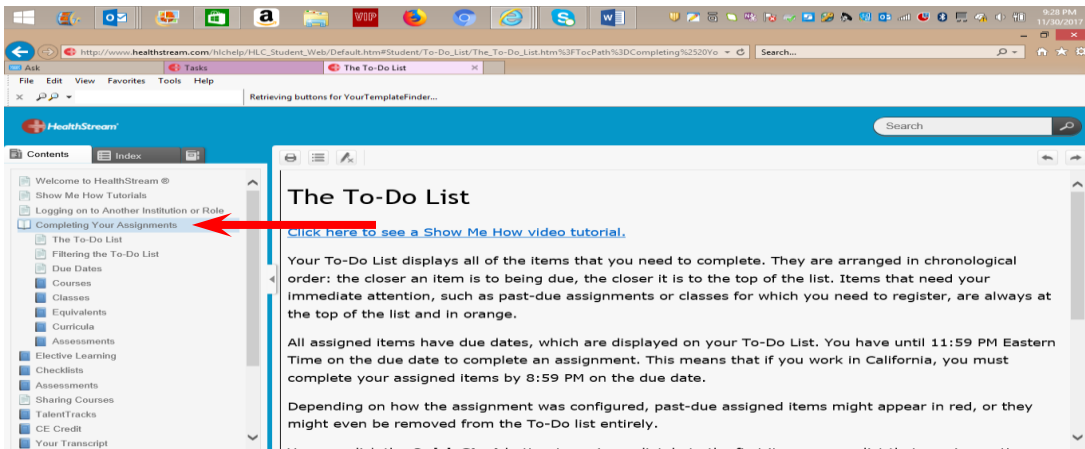 a
WUP
S
W
9:28 PM
11/30/2017
http://www.healthstream.com/hlchelp/HLC_Student_Web/Default.htm#Student/To-Do_List/The_To-Do_List.htm%3FTocPath%3DCompleting%2520Yo
Search...
Ask
Tasks
The To-Do List
File Edit View Favorites Tools Help
Retrieving buttons for YourTemplateFinder...
HealthStream
Search
Contents
Index
Welcome to HealthStream ®
Show Me How Tutorials
Logging on to Another Institution or Role
Completing Your Assignments
The To-Do List
Filtering the To-Do List
Due Dates
Courses
Classes
Equivalents
Curricula
Assessments
Elective Learning
Checklists
Assessments
Sharing Courses
TalentTracks
CE Credit
Your Transcript
The To-Do List
Click here to see a Show Me How video tutorial.
Your To-Do List displays all of the items that you need to complete. They are arranged in chronological
order: the closer an item is to being due, the closer it is to the top of the list. Items that need your
immediate attention, such as past-due assignments or classes for which you need to register, are always at
the top of the list and in orange.
All assigned items have due dates, which are displayed on your To-Do List. You have until 11:59 PM Eastern
Time on the due date to complete an assignment. This means that if you work in California, you must
complete your assigned items by 8:59 PM on the due date.
Depending on how the assignment was configured, past-due assigned items might appear in red, or they
might even be removed from the To-Do list entirely.